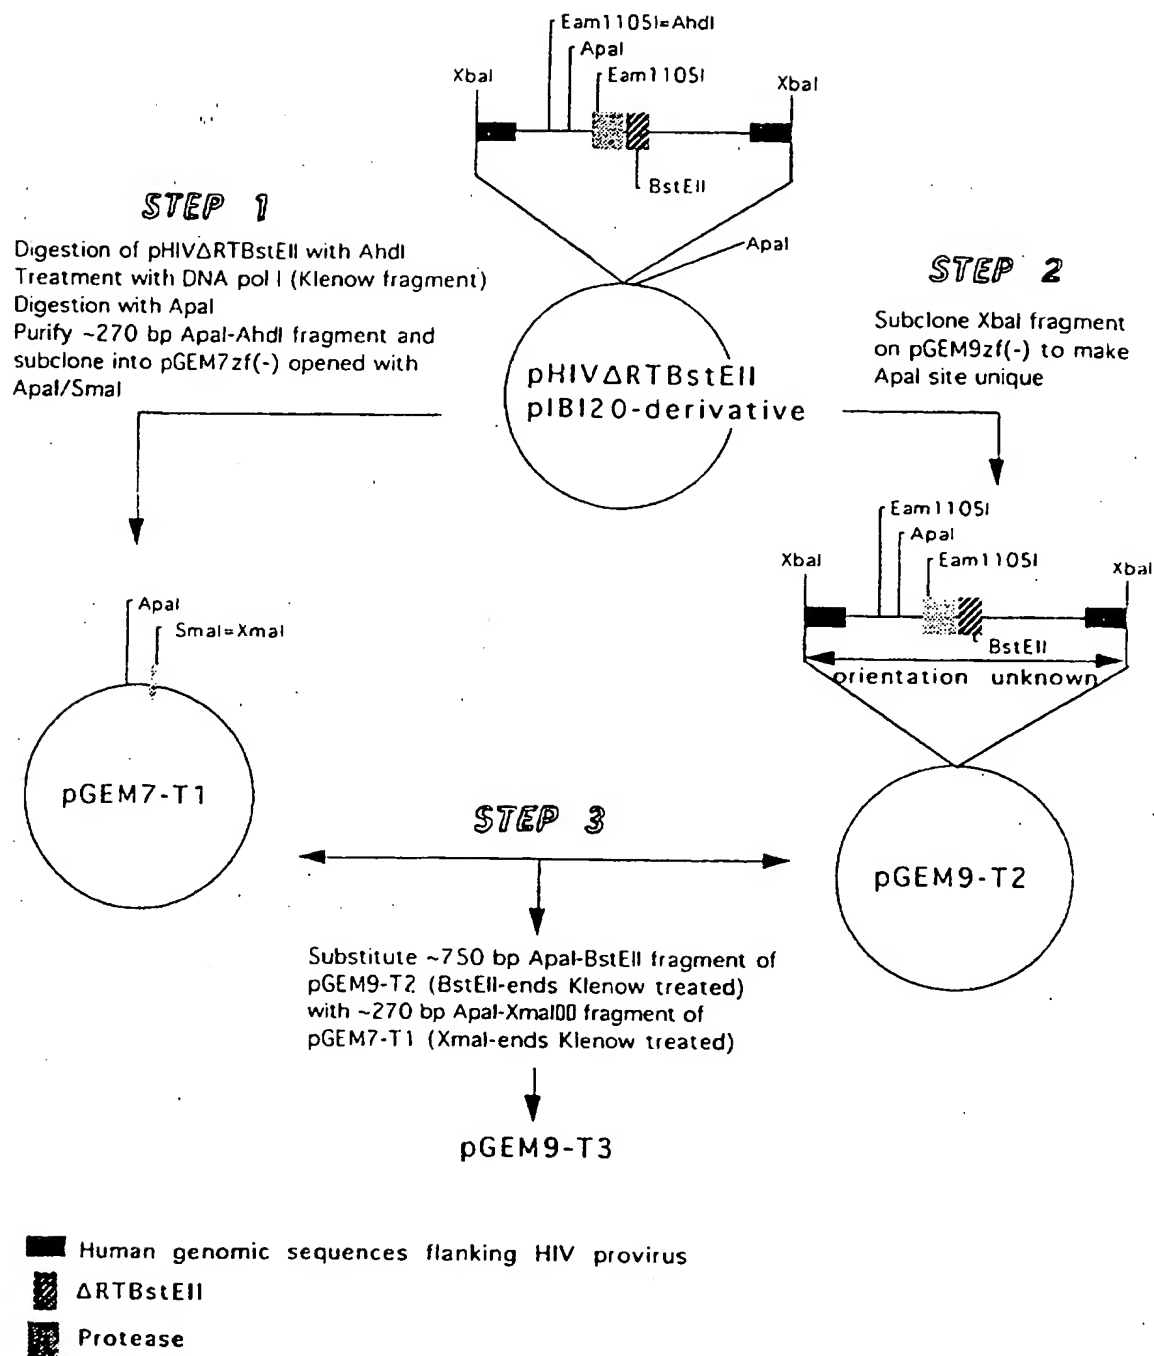 Eam1105I=AhdI
ApaI
Eam1105I
XbaI
XbaI
BstEII
ApaI
STEP 1
Digestion of pHIVΔRTBstEII with AhdI
Treatment with DNA pol I (Klenow fragment)
Digestion with ApaI
Purify ~270 bp ApaI-AhdI fragment and
subclone into pGEM7zf(-) opened with
ApaI/SmaI
pHIVΔRTBstEII
pIBI20-derivative
STEP 2
Subclone XbaI fragment
on pGEM9zf(-) to make
ApaI site unique
Eam1105I
ApaI
Eam1105I
XbaI
XbaI
BstEII
orientation unknown
ApaI
SmaI=XmaI
pGEM7-T1
pGEM9-T2
STEP 3
Substitute ~750 bp ApaI-BstEII fragment of
pGEM9-T2 (BstEII-ends Klenow treated)
with ~270 bp ApaI-XmaI00 fragment of
pGEM7-T1 (XmaI-ends Klenow treated)
pGEM9-T3
Human genomic sequences flanking HIV provirus
ΔRTBstEII
Protease